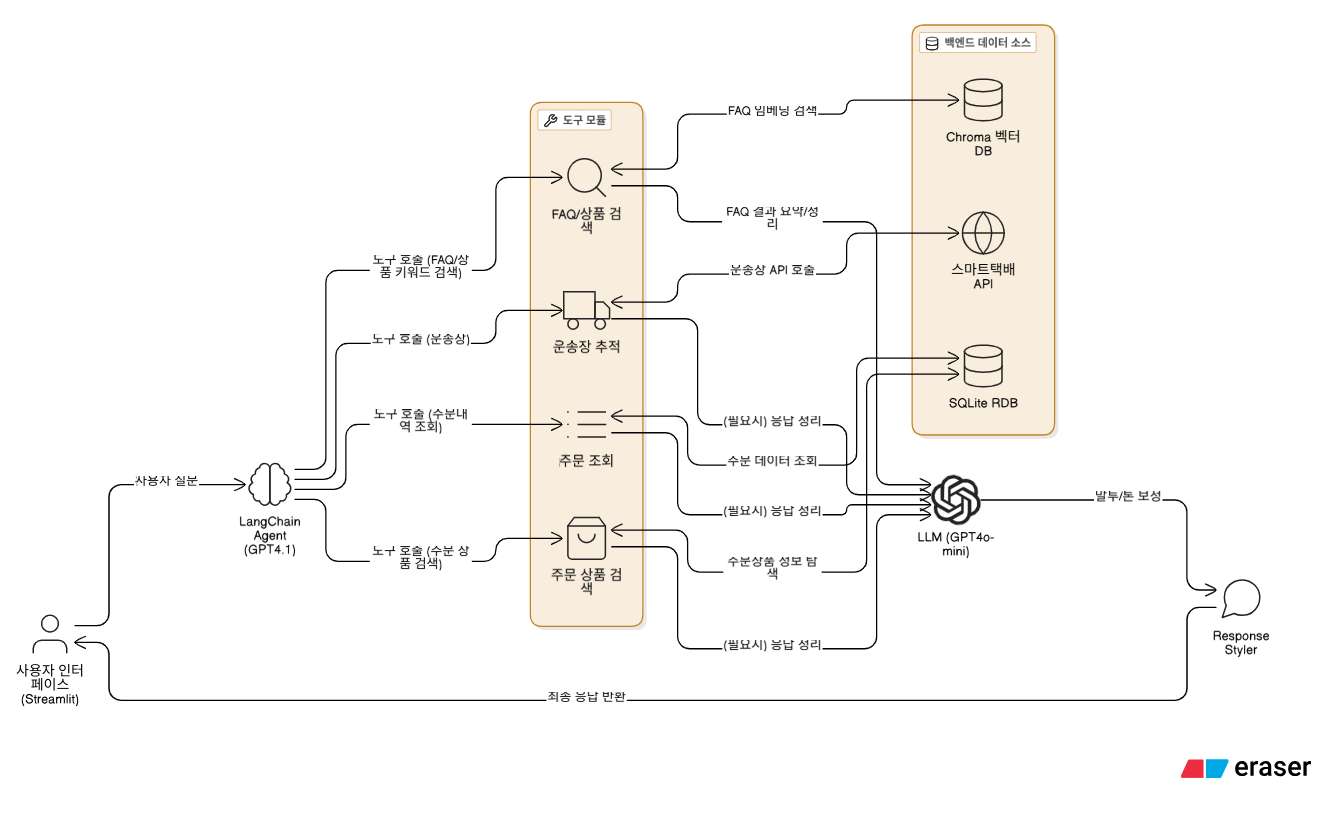 백엔드 데이터 소스
Chroma 벡터
DB
스마트택배
API
SQLite RDB
도구 모듈
FAQ/상품 검
색
운송장 추적
주문 조회
주문 상품 검
색
FAQ 임베딩 검색
FAQ 결과 요약/정
리
운송장 API 호출
(필요시) 응답 정리
주문 데이터 조회
(필요시) 응답 정리
주문상품 정보 탐
색
(필요시) 응답 정리
도구 호출 (FAQ/상
품 키워드 검색)
도구 호출 (운송장)
도구 호출 (주문내
역 조회)
도구 호출 (주문 상
품 검색)
사용자 질문
LangChain
Agent
(GPT4.1)
LLM (GPT4o-
mini)
말투/톤 보정
Response
Styler
사용자 인터
페이스
(Streamlit)
최종 응답 반환
eraser